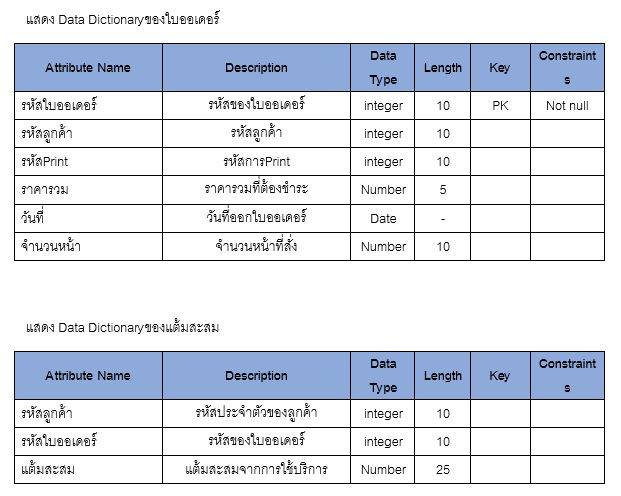 แสดง Data Dictionaryของใบออเดอร์
Attribute Name Description Data Type Length Key Constraints
รหัสใบออเดอร์ รหัสของใบออเดอร์ integer 10 PK Not null
รหัสลูกค้า รหัสลูกค้า integer 10
รหัสPrint รหัสการPrint integer 10
ราคารวม ราคารวมที่ต้องชำระ Number 5
วันที่ วันที่ออกใบออเดอร์ Date -
จำนวนหน้า จำนวนหน้าที่สั่ง Number 10
แสดง Data Dictionaryของแต้มสะสม
Attribute Name Description Data Type Length Key Constraints
รหัสลูกค้า รหัสประจำตัวของลูกค้า integer 10
รหัสใบออเดอร์ รหัสของใบออเดอร์ integer 10
แต้มสะสม แต้มสะสมจากการใช้บริการ Number 25